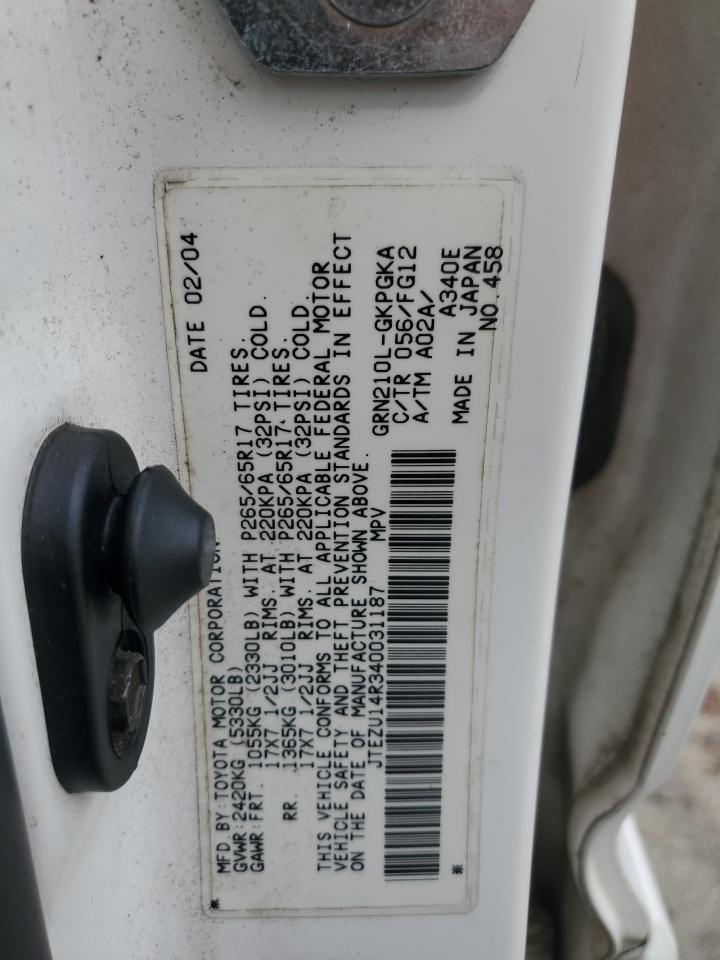 DATE 02/04
MFD BY:TOYOTA MOTOR CORPORATION
GVWR:2420KG (5330LB)
GAWR:FRT. 1055KG (2330LB) WITH P265/65R17 TIRES.
17X7 1/2JJ RIMS. AT 220KPA (32PSI) COLD.
RR. 1365KG (3010LB) WITH P265/65R17 TIRES.
17X7 1/2JJ RIMS. AT 220KPA (32PSI) COLD.
THIS VEHICLE CONFORMS TO ALL APPLICABLE FEDERAL MOTOR
VEHICLE SAFETY AND THEFT PREVENTION STANDARDS IN EFFECT
ON THE DATE OF MANUFACTURE SHOWN ABOVE.
JTEZU14R340031187 MPV
GRN210L-GKPGKA
C/TR 056/FG12
A/TM A02A/
A340E
MADE IN JAPAN
NO.458